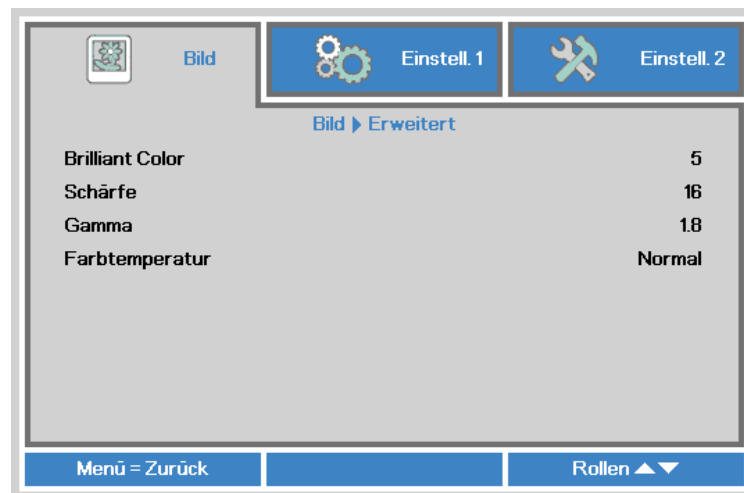 Bild
Einstell. 1
Einstell. 2
Bild ▶ Erweitert
Brilliant Color 5
Schärfe 16
Gamma 1.8
Farbtemperatur Normal
Menü = Zurück
Rollen ▲▼